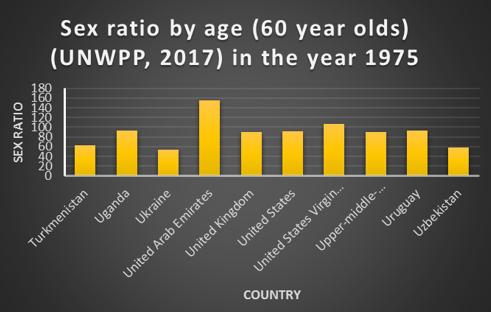 Sex ratio by age (60 year olds)
(UNWPP, 2017) in the year 1975
SEX RATIO
180
160
140
120
100
80
60
40
20
0
Turkmenistan
Uganda
Ukraine
United Arab Emirates
United Kingdom
United States
United States Virgin...
Upper-middle-...
Uruguay
Uzbekistan
COUNTRY